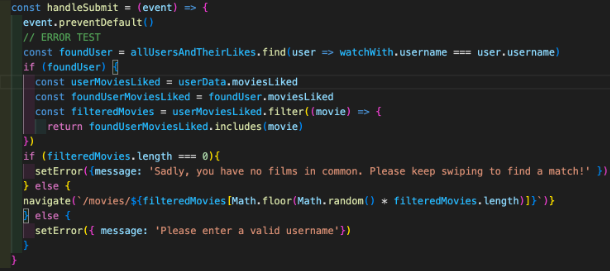 const handleSubmit = (event) => {
event.preventDefault()
// ERROR TEST
const foundUser = allUsersAndTheirLikes.find(user => watchWith.username === user.username)
if (foundUser) {
const userMoviesLiked = userData.moviesLiked
const foundUserMoviesLiked = foundUser.moviesLiked
const filteredMovies = userMoviesLiked.filter((movie) => {
return foundUserMoviesLiked.includes(movie)
})
if (filteredMovies.length === 0){
setError({message: 'Sadly, you have no films in common. Please keep swiping to find a match!' })
} else {
navigate(`/movies/${filteredMovies[Math.floor(Math.random() * filteredMovies.length)]}`)}
} else {
setError({ message: 'Please enter a valid username'})
}
}